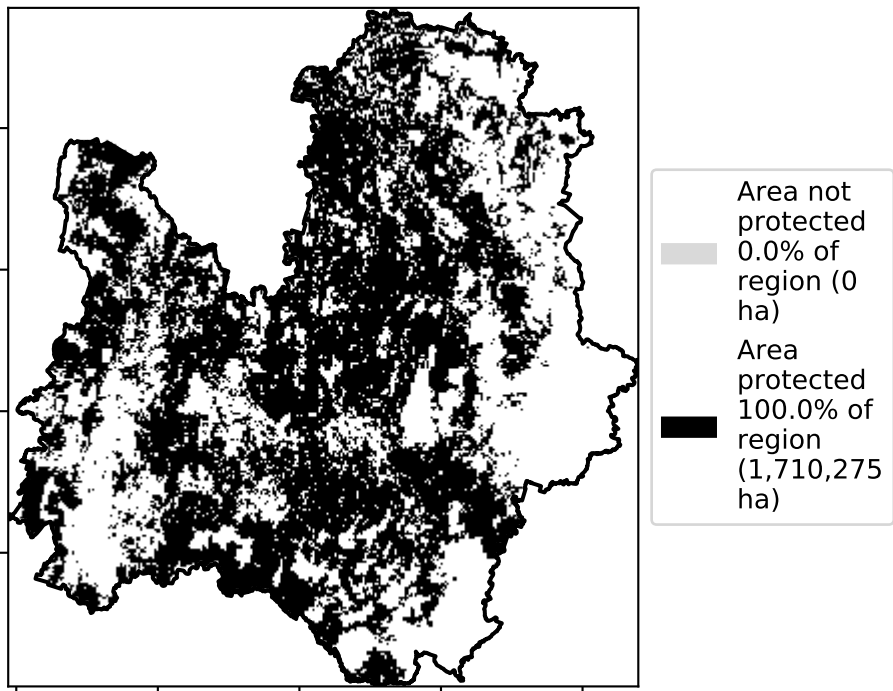 Area not
protected
0.0% of
region (0
ha)
Area
protected
100.0% of
region
(1,710,275
ha)